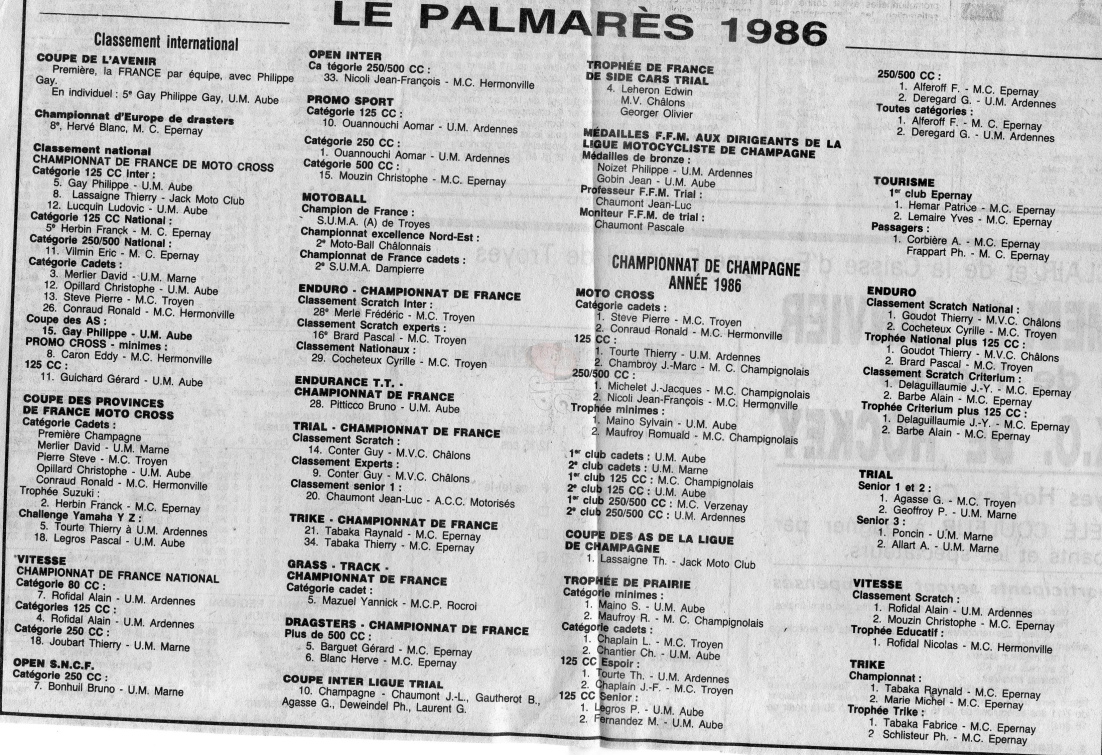 LE PALMARÈS 1986
Classement international
COUPE DE L'AVENIR
Première, la FRANCE par équipe, avec Philippe
Gay.
En individuel : 5e Gay Philippe Gay, U.M. Aube
Championnat d'Europe de drasters
8e, Hervé Blanc, M. C. Epernay
Classement national
CHAMPIONNAT DE FRANCE DE MOTO CROSS
Catégorie 125 CC Inter :
5. Gay Philippe - U.M. Aube
8. Lassaigne Thierry - Jack Moto Club
12. Lucquin Ludovic - U.M. Aube
Catégorie 125 CC National :
5e Herbin Franck - M. C. Epernay
Catégorie 250/500 National :
11. Vilmin Eric - M. C. Epernay
Catégorie Cadets :
3. Merlier David - U.M. Marne
12. Opillard Christophe - U.M. Aube
13. Steve Pierre - M.C. Troyen
26. Conraud Ronald - M.C. Hermonville
Coupe des AS :
15. Gay Philippe - U.M. Aube
PROMO CROSS - minimes :
8. Caron Eddy - M.C. Hermonville
125 CC :
11. Guichard Gérard - U.M. Aube
COUPE DES PROVINCES
DE FRANCE MOTO CROSS
Catégorie Cadets :
Première Champagne
Merlier David - U.M. Marne
Pierre Steve - M.C. Troyen
Opillard Christophe - U.M. Aube
Conraud Ronald - M.C. Hermonville
Trophée Suzuki :
2. Herbin Franck - M.C. Epernay
Challenge Yamaha Y Z :
5. Tourte Thierry à U.M. Ardennes
18. Legros Pascal - U.M. Aube
VITESSE
CHAMPIONNAT DE FRANCE NATIONAL
Catégorie 80 CC :
7. Rofidal Alain - U.M. Ardennes
Catégories 125 CC :
4. Rofidal Alain - U.M. Ardennes
Catégorie 250 CC :
18. Joubart Thierry - U.M. Marne
OPEN S.N.C.F.
Catégorie 250 CC :
7. Bonhuil Bruno - U.M. Marne
OPEN INTER
Ca tégorie 250/500 CC :
33. Nicoli Jean-François - M.C. Hermonville
PROMO SPORT
Catégorie 125 CC :
10. Ouannouchi Aomar - U.M. Ardennes
Catégorie 250 CC :
1. Ouannouchi Aomar - U.M. Ardennes
Catégorie 500 CC :
15. Mouzin Christophe - M.C. Epernay
MOTOBALL
Champion de France :
S.U.M.A. (A) de Troyes
Championnat excellence Nord-Est :
2e Moto-Ball Châlonnais
Championnat de France cadets :
2e S.U.M.A. Dampierre
ENDURO - CHAMPIONNAT DE FRANCE
Classement Scratch Inter :
28e Merle Frédéric - M.C. Troyen
Classement Scratch experts :
16e Brard Pascal - M.C. Troyen
Classement Nationaux :
29. Cocheteux Cyrille - M.C. Troyen
ENDURANCE T.T. -
CHAMPIONNAT DE FRANCE
28. Pitticco Bruno - U.M. Aube
TRIAL - CHAMPIONNAT DE FRANCE
Classement Scratch :
14. Conter Guy - M.V.C. Châlons
Classement Experts :
9. Conter Guy - M.V.C. Châlons
Classement senior 1 :
20. Chaumont Jean-Luc - A.C.C. Motorisés
TRIKE - CHAMPIONNAT DE FRANCE
21. Tabaka Raynald - M.C. Epernay
34. Tabaka Thierry - M.C. Epernay
GRASS - TRACK -
CHAMPIONNAT DE FRANCE
Catégorie cadet :
5. Mazuel Yannick - M.C.P. Rocroi
DRAGSTERS - CHAMPIONNAT DE FRANCE
Plus de 500 CC :
5. Barguet Gérard - M.C. Epernay
6. Blanc Herve - M.C. Epernay
COUPE INTER LIGUE TRIAL
10. Champagne - Chaumont J.-L., Gautherot B.,
Agasse G., Deweindel Ph., Laurent G.
TROPHÉE DE FRANCE
DE SIDE CARS TRIAL
4. Leheron Edwin
M.V. Châlons
Georger Olivier
MÉDAILLES F.F.M. AUX DIRIGEANTS DE LA
LIGUE MOTOCYCLISTE DE CHAMPAGNE
Médailles de bronze :
Noizet Philippe - U.M. Ardennes
Gobin Jean - U.M. Aube
Professeur F.F.M. Trial :
Chaumont Jean-Luc
Moniteur F.F.M. de trial :
Chaumont Pascale
CHAMPIONNAT DE CHAMPAGNE
ANNÉE 1986
MOTO CROSS
Catégorie cadets :
1. Steve Pierre - M.C. Troyen
2. Conraud Ronald - M.C. Hermonville
125 CC :
1. Tourte Thierry - U.M. Ardennes
2. Chambroy J.-Marc - M. C. Champignolais
250/500 CC :
1. Michelet J.-Jacques - M.C. Champignolais
2. Nicoli Jean-François - M.C. Hermonville
Trophée minimes :
1. Maino Sylvain - U.M. Aube
2. Maufroy Romuald - M.C. Champignolais
1er club cadets : U.M. Aube
2e club cadets : U.M. Marne
1er club 125 CC : M.C. Champignolais
2e club 125 CC : U.M. Aube
1er club 250/500 CC : M.C. Verzenay
2e club 250/500 CC : U.M. Ardennes
COUPE DES AS DE LA LIGUE
DE CHAMPAGNE
1. Lassaigne Th. - Jack Moto Club
TROPHÉE DE PRAIRIE
Catégorie minimes :
1. Maino S. - U.M. Aube
2. Maufroy R. - M. C. Champignolais
Catégorie cadets :
1. Chaplain L. - M.C. Troyen
2. Chantier Ch. - U.M. Aube
125 CC Espoir :
1. Tourte Th. - U.M. Ardennes
2. Chaplain J.-F. - M.C. Troyen
125 CC Senior :
1. Legros P. - U.M. Aube
2. Fernandez M. - U.M. Aube
250/500 CC :
1. Alferoff F. - M.C. Epernay
2. Deregard G. - U.M. Ardennes
Toutes catégories :
1. Alferoff F. - M. C. Epernay
2. Deregard G. - U.M. Ardennes
TOURISME
1er club Epernay
1. Hemar Patrice - M.C. Epernay
2. Lemaire Yves - M.C. Epernay
Passagers :
1. Corbière A. - M.C. Epernay
Frappart Ph. - M. C. Epernay
ENDURO
Classement Scratch National :
1. Goudot Thierry - M.V.C. Châlons
2. Cocheteux Cyrille - M.C. Troyen
Trophée National plus 125 CC :
1. Goudot Thierry - M.V.C. Châlons
2. Brard Pascal - M.C. Troyen
Classement Scratch Criterium :
1. Delaguillaumie J.-Y. - M.C. Epernay
2. Barbe Alain - M.C. Epernay
Trophée Criterium plus 125 CC :
1. Delaguillaumie J.-Y. - M.C. Epernay
2. Barbe Alain - M.C. Epernay
TRIAL
Senior 1 et 2 :
1. Agasse G. - M.C. Troyen
2. Geoffroy P. - U.M. Marne
Senior 3 :
1. Poncin - U.M. Marne
2. Allart A. - U.M. Marne
VITESSE
Classement Scratch :
1. Rofidal Alain - U.M. Ardennes
2. Mouzin Christophe - M.C. Epernay
Trophée Educatif :
1. Rofidal Nicolas - M.C. Hermonville
TRIKE
Championnat :
1. Tabaka Raynald - M.C. Epernay
2. Marie Michel - M.C. Epernay
Trophée Trike :
1. Tabaka Fabrice - M.C. Epernay
2 Schlisteur Ph. - M.C. Epernay